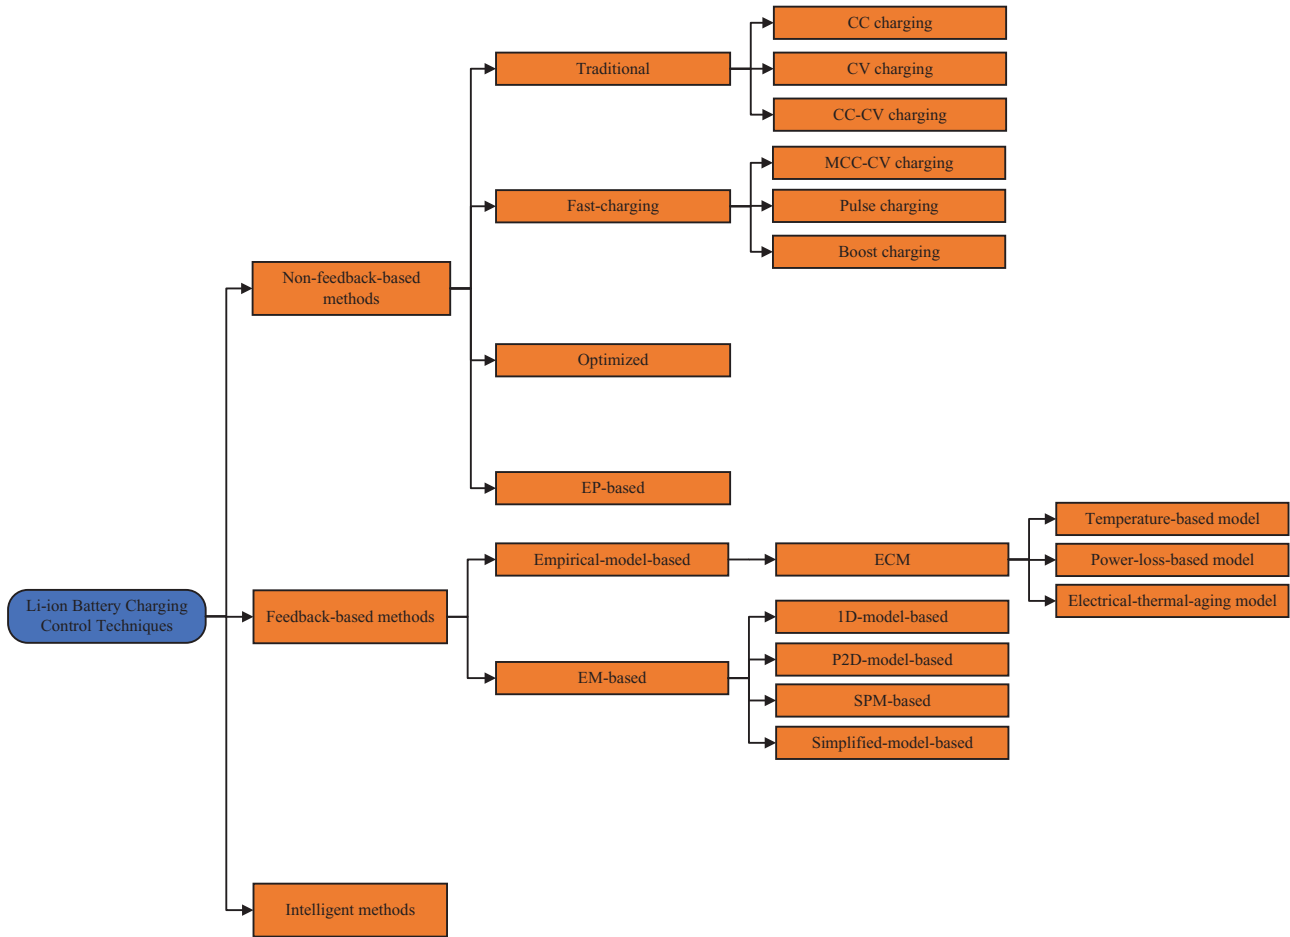 Li-ion Battery Charging
Control Techniques
Non-feedback-based
methods
Traditional
CC charging
CV charging
CC-CV charging
Fast-charging
MCC-CV charging
Pulse charging
Boost charging
Optimized
EP-based
Feedback-based methods
Empirical-model-based
ECM
Temperature-based model
Power-loss-based model
Electrical-thermal-aging model
EM-based
1D-model-based
P2D-model-based
SPM-based
Simplified-model-based
Intelligent methods